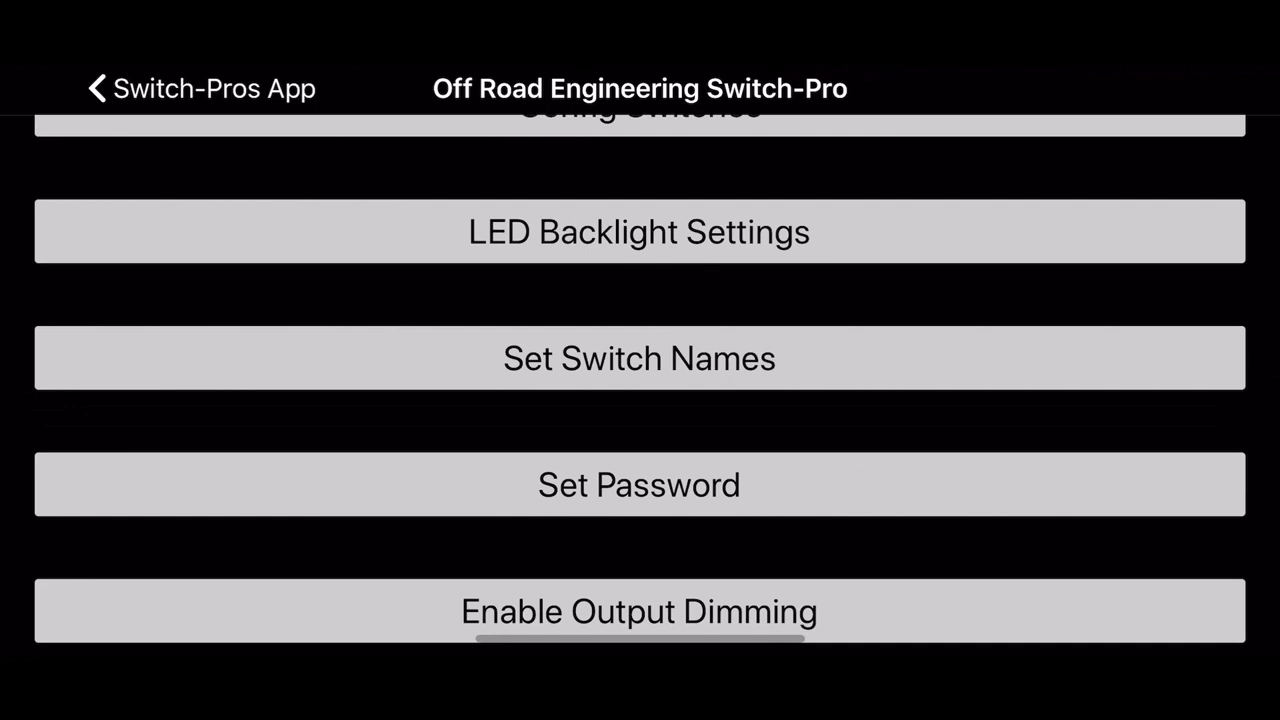 Switch-Pros App
Off Road Engineering Switch-Pro
LED Backlight Settings
Set Switch Names
Set Password
Enable Output Dimming